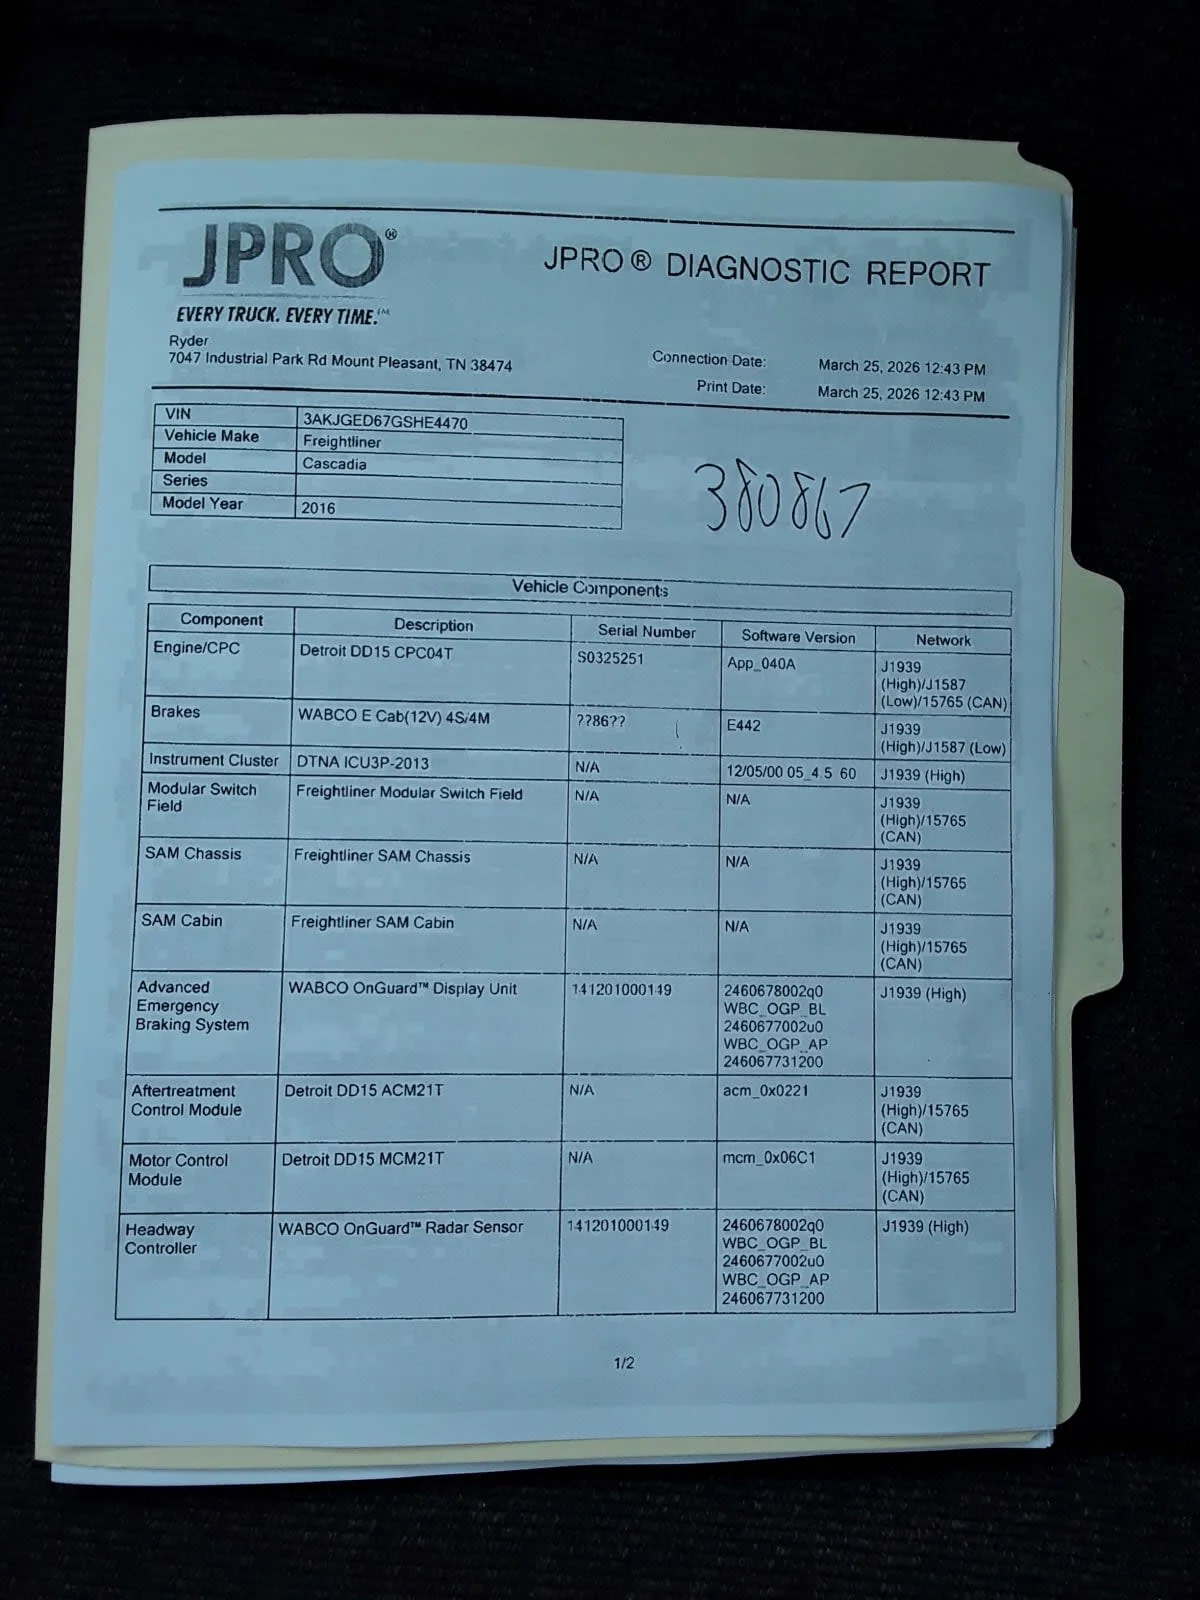 JPRO®
JPRO® DIAGNOSTIC REPORT
EVERY TRUCK. EVERY TIME.™
Ryder
7047 Industrial Park Rd Mount Pleasant, TN 38474
Connection Date: March 25, 2026 12:43 PM
Print Date: March 25, 2026 12:43 PM
VIN 3AKJGED67GSHE4470
Vehicle Make Freightliner
Model Cascadia
Series
Model Year 2016
380867
Vehicle Components
Component Description Serial Number Software Version Network
Engine/CPC Detroit DD15 CPC04T S0325251 App_040A J1939
(High)/J1587
(Low)/15765 (CAN)
Brakes WABCO E Cab(12V) 4S/4M ??86?? E442 J1939
(High)/J1587 (Low)
Instrument Cluster DTNA ICU3P-2013 N/A 12/05/00 05_4.5 60 J1939 (High)
Modular Switch Freightliner Modular Switch Field N/A N/A J1939
Field (High)/15765
(CAN)
SAM Chassis Freightliner SAM Chassis N/A N/A J1939
(High)/15765
(CAN)
SAM Cabin Freightliner SAM Cabin N/A N/A J1939
(High)/15765
(CAN)
Advanced WABCO OnGuard™ Display Unit 141201000149 2460678002q0 J1939 (High)
Emergency WBC_OGP_BL
Braking System 2460677002u0
WBC_OGP_AP
246067731200
Aftertreatment Detroit DD15 ACM21T N/A acm_0x0221 J1939
Control Module (High)/15765
(CAN)
Motor Control Detroit DD15 MCM21T N/A mcm_0x06C1 J1939
Module (High)/15765
(CAN)
Headway WABCO OnGuard™ Radar Sensor 141201000149 2460678002q0 J1939 (High)
Controller WBC_OGP_BL
2460677002u0
WBC_OGP_AP
246067731200
1/2